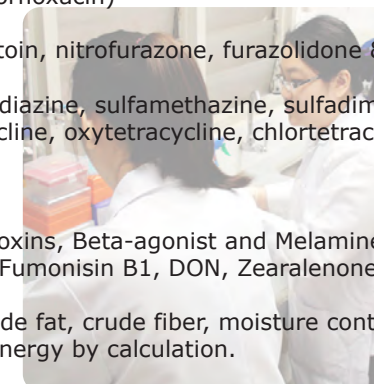 toin, nitrofurazone, furazolidone &
diazine, sulfamethazine, sulfadim
cline, oxytetracycline, chlortetrac
oxins, Beta-agonist and Melamine
Fumonisin B1, DON, Zearalenone
de fat, crude fiber, moisture cont
nergy by calculation.